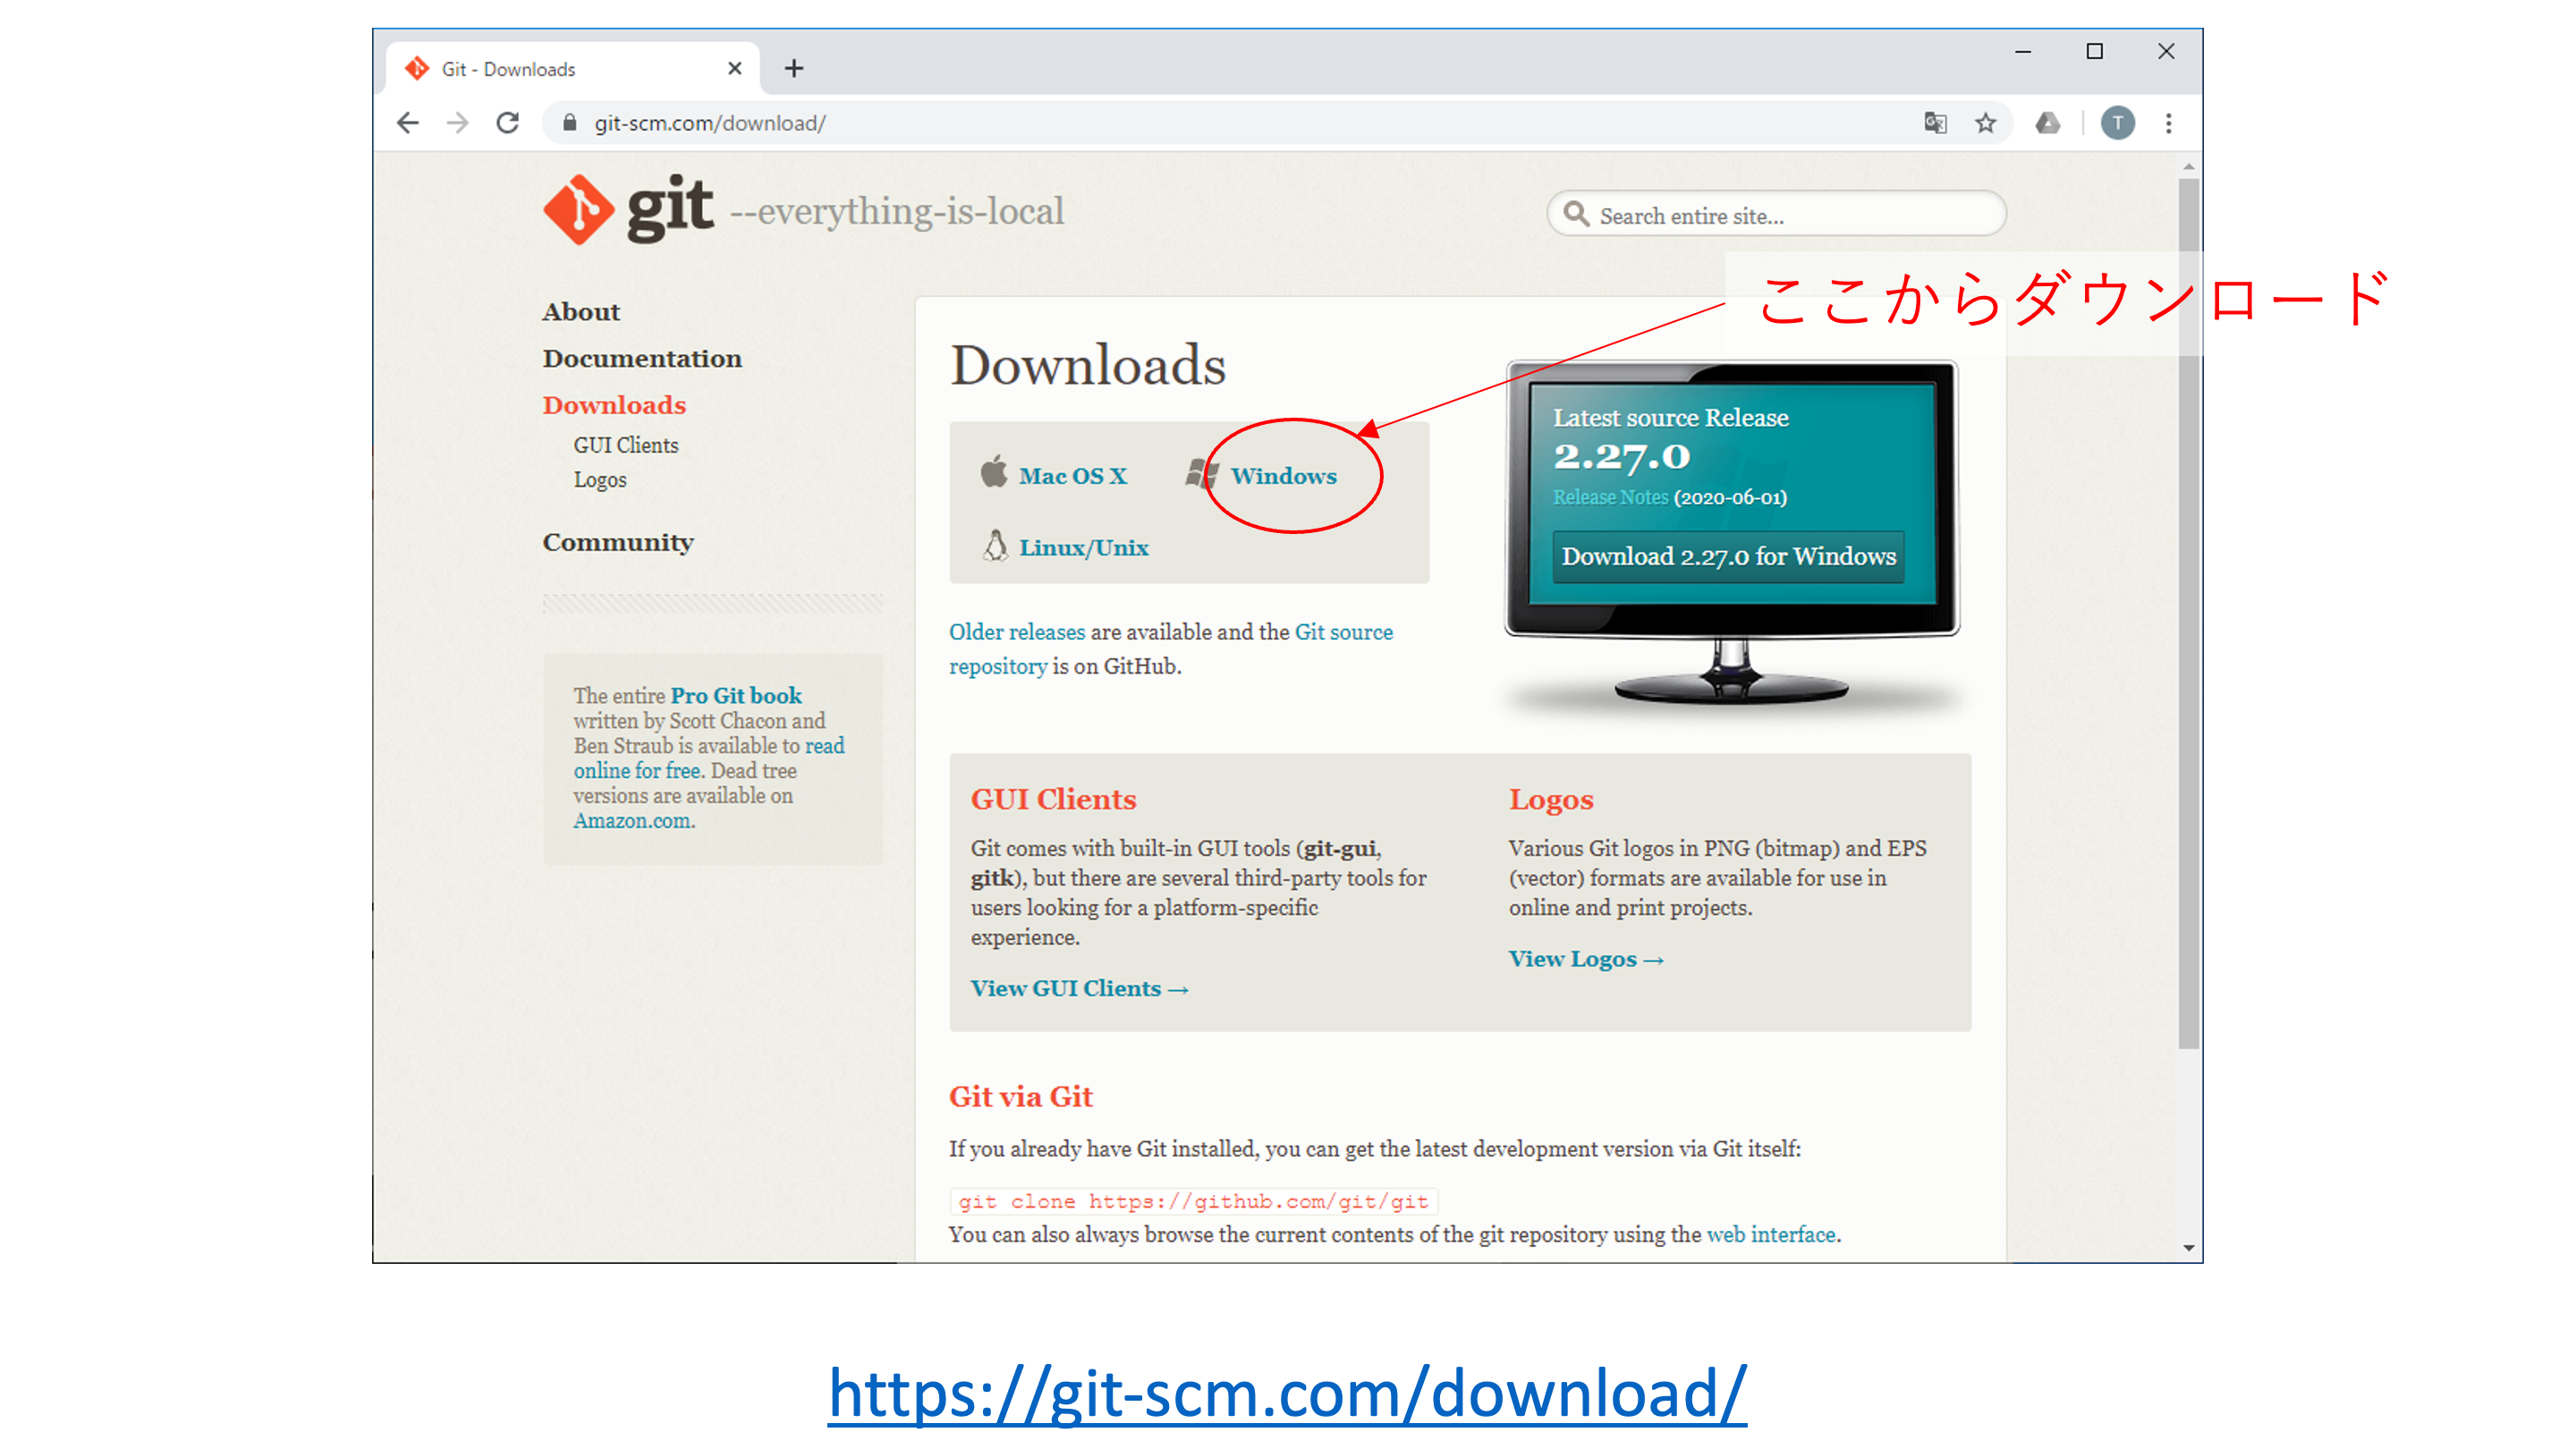 Git - Downloads
git-scm.com/download/
T
git --everything-is-local
Search entire site...
ここからダウンロード
About
Documentation
Downloads
GUI Clients
Logos
Community
The entire Pro Git book
written by Scott Chacon and
Ben Straub is available to read
online for free. Dead tree
versions are available on
Amazon.com.
Downloads
Mac OS X
Windows
Linux/Unix
Older releases are available and the Git source
repository is on GitHub.
Latest source Release
2.27.0
Release Notes (2020-06-01)
Download 2.27.0 for Windows
GUI Clients
Git comes with built-in GUI tools (git-gui,
gitk), but there are several third-party tools for
users looking for a platform-specific
experience.
View GUI Clients →
Logos
Various Git logos in PNG (bitmap) and EPS
(vector) formats are available for use in
online and print projects.
View Logos →
Git via Git
If you already have Git installed, you can get the latest development version via Git itself:
git clone https://github.com/git/git
You can also always browse the current contents of the git repository using the web interface.
https://git-scm.com/download/